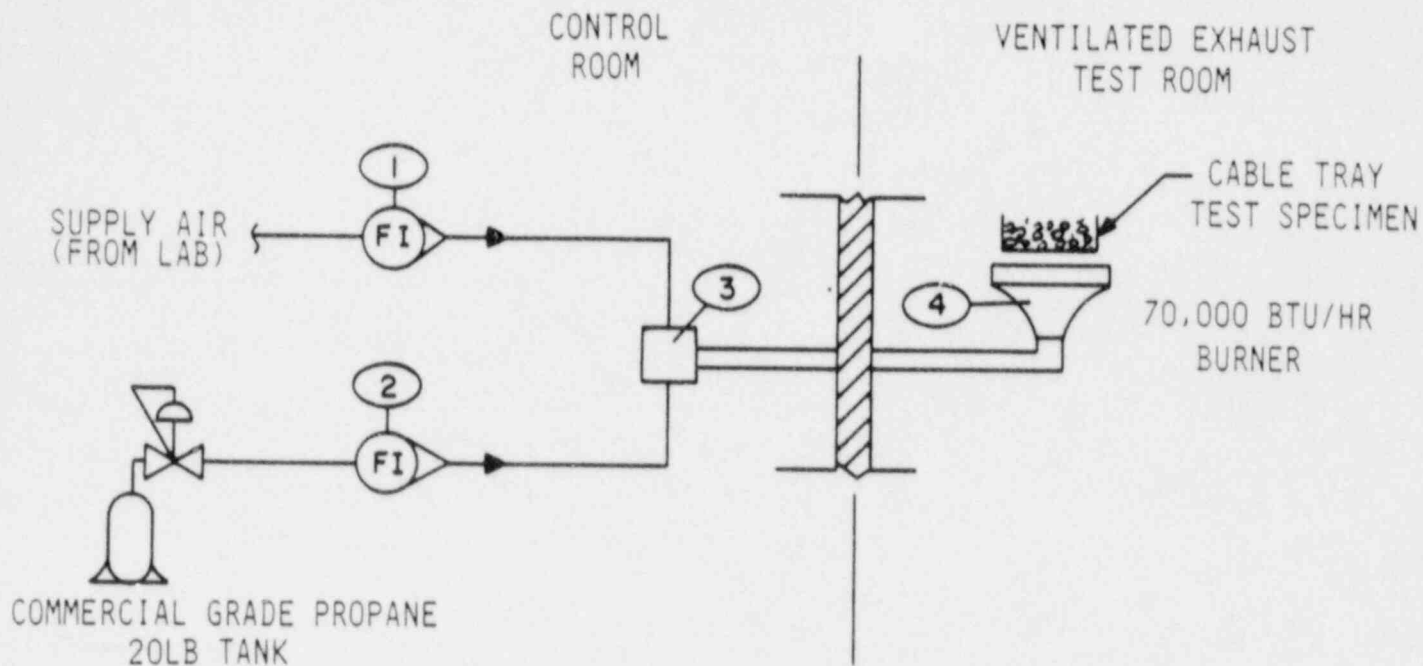 CONTROL
ROOM
VENTILATED EXHAUST
TEST ROOM
1
SUPPLY AIR
(FROM LAB)
FI
CABLE TRAY
TEST SPECIMEN
3
4
70,000 BTU/HR
BURNER
2
FI
COMMERCIAL GRADE PROPANE
20LB TANK